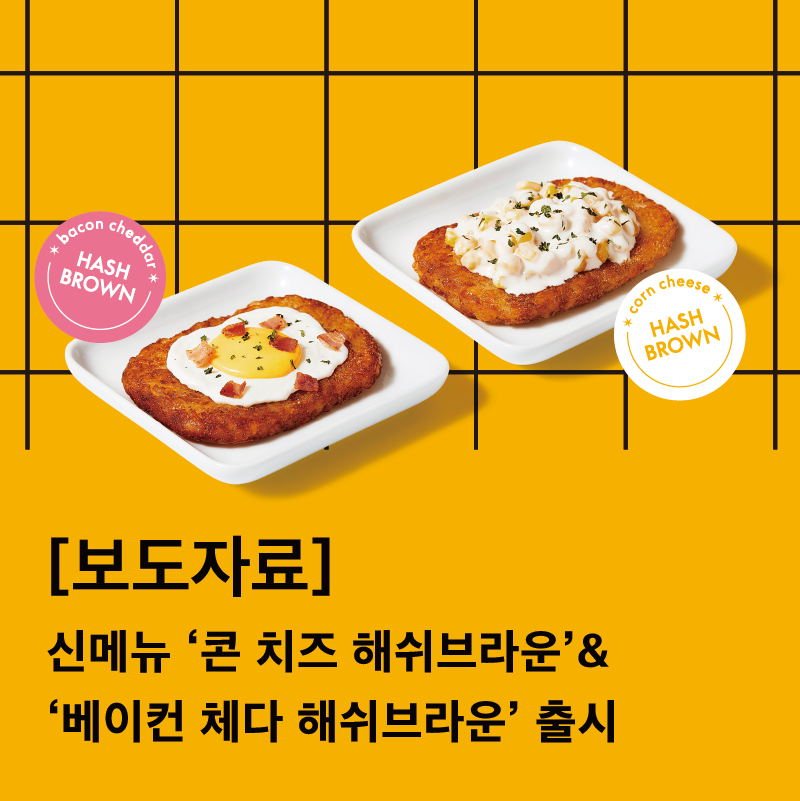 * bacon cheddar *
HASH
BROWN
* corn cheese *
HASH
BROWN
[보도자료]
신메뉴 ‘콘 치즈 해쉬브라운’&
‘베이컨 체다 해쉬브라운’ 출시